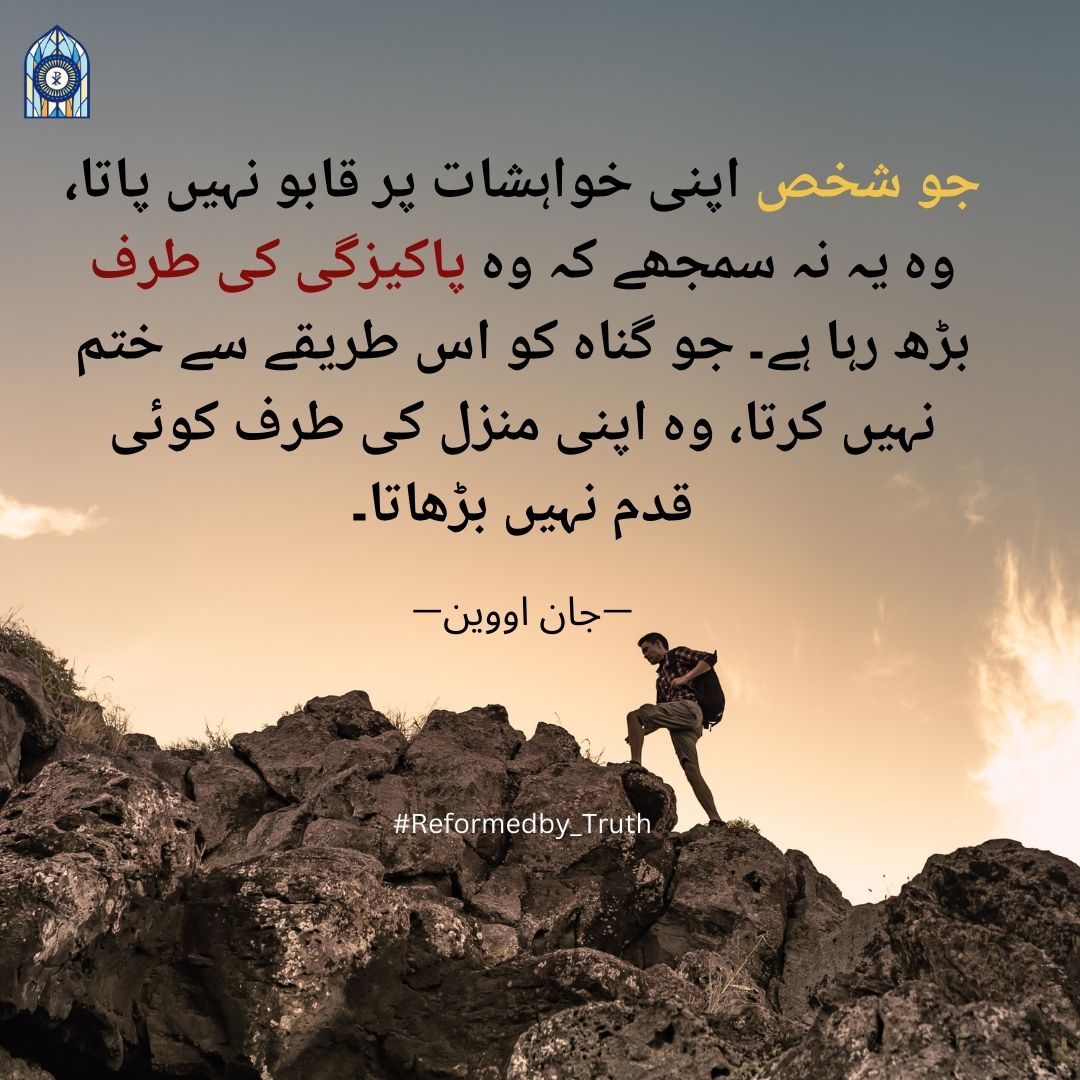 جو شخص اپنی خواہشات پر قابو نہیں پاتا،
وہ یہ نہ سمجھے کہ وہ پاکیزگی کی طرف
بڑھ رہا ہے۔ جو گناہ کو اس طریقے سے ختم
نہیں کرتا، وہ اپنی منزل کی طرف کوئی
قدم نہیں بڑھاتا۔
—جان اووین—
#Reformedby_Truth